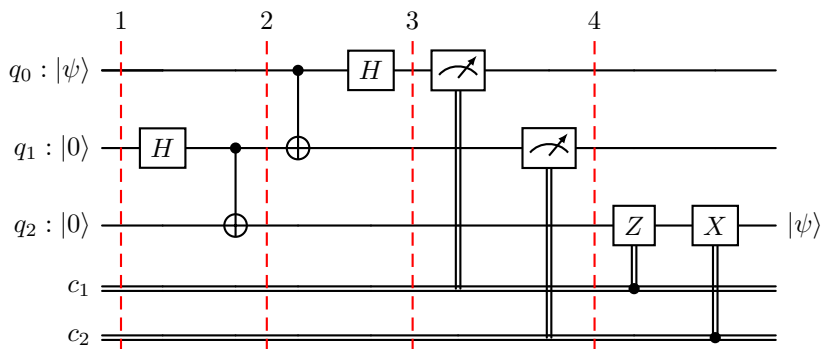 1 2 3 4
q₀ : |ψ⟩ H
q₁ : |0⟩ H
q₂ : |0⟩ Z X |ψ⟩
c₁
c₂